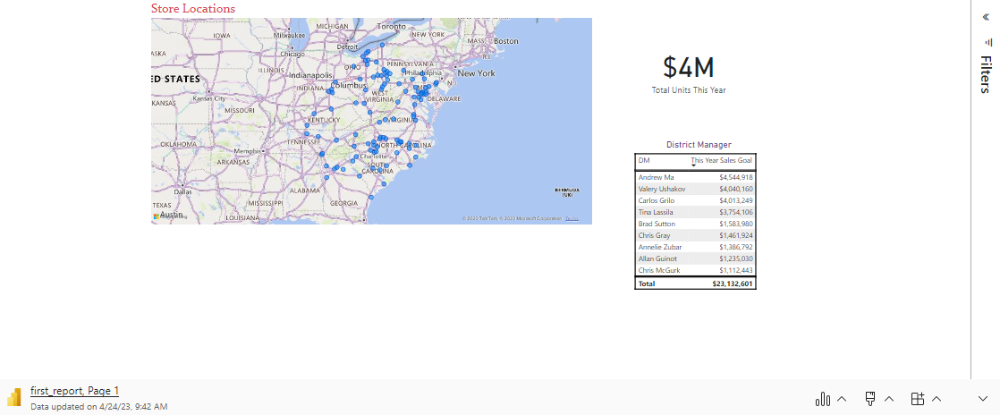 Store Locations
IOWA
MICHIGAN
Milwaukee
Toronto
NEW YORK
MASS.
Boston
Detroit
R.I.
ASKA
Chicago
ILLINOIS
OHIO
PENNSYLVANIA
Philadelphia
New York
ED STATES
Indianapolis
INDIANA
Columbus
WEST
VIRGINIA
DELAWARE
Kansas City
KANSAS
MISSOURI
KENTUCKY
VIRGINIA
OKLAHOMA
TENNESSEE
NORTH CAROLINA
Memphis
Charlotte
ARKANSAS
SOUTH
CAROLINA
Dallas
ALABAMA
BERMUDA
(UK)
TEXAS
MISSISSIPPI
GEORGIA
Austin
LOUISIANA
© 2023 TomTom, © 2023 Microsoft Corporation Terms
$4M
Total Units This Year
District Manager
DM This Year Sales Goal
Andrew Ma $4,544,918
Valery Ushakov $4,040,160
Carlos Grilo $4,013,249
Tina Lassila $3,754,106
Brad Sutton $1,583,980
Chris Gray $1,461,924
Annelie Zubar $1,386,792
Allan Guinot $1,235,030
Chris McGurk $1,112,443
Total $23,132,601
Filters
first_report, Page 1
Data updated on 4/24/23, 9:42 AM